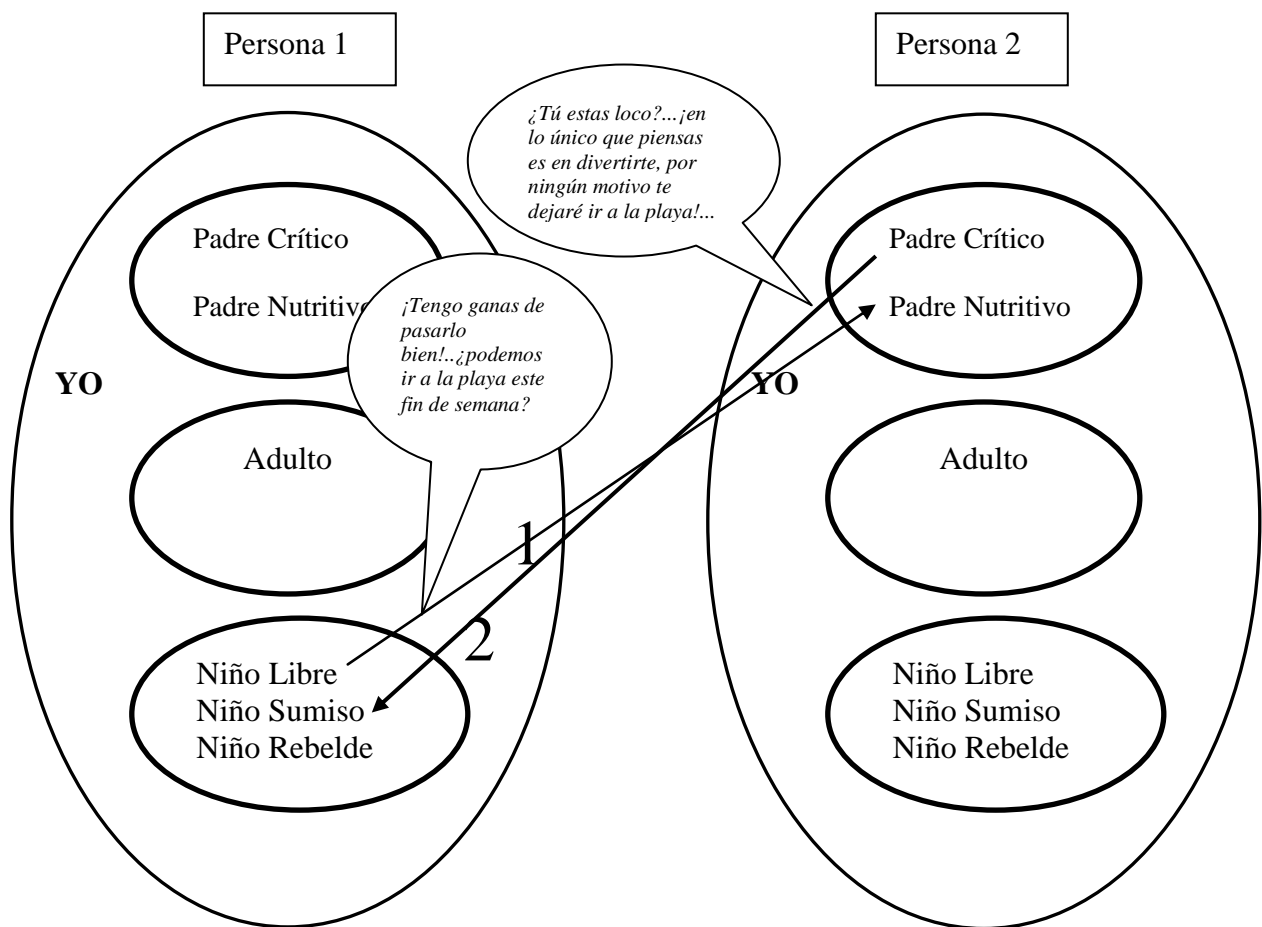 Persona 1
Persona 2
¿Tú estas loco?...¡en
lo único que piensas
es en divertirte, por
ningún motivo te
dejaré ir a la playa!...
Padre Crítico
Padre Nutritivo
¡Tengo ganas de
pasarlo
bien!..¿podemos
ir a la playa este
fin de semana?
YO
Adulto
1
2
Niño Libre
Niño Sumiso
Niño Rebelde
Padre Crítico
Padre Nutritivo
YO
Adulto
Niño Libre
Niño Sumiso
Niño Rebelde